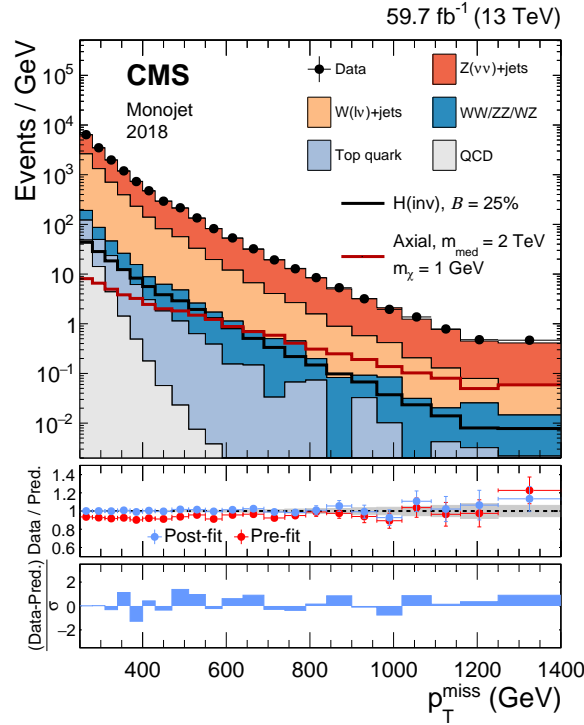 59.7 fb⁻¹ (13 TeV)
Events / GeV
10⁵
10⁴
10³
10²
10
1
10⁻¹
10⁻²
CMS
Monojet
2018
Data
Z(νν)+jets
W(lν)+jets
WW/ZZ/WZ
Top quark
QCD
H(inv), B = 25%
Axial, m_med = 2 TeV
m_χ = 1 GeV
Data / Pred.
1.4
1.2
1.0
0.8
0.6
Post-fit
Pre-fit
(Data-Pred.)
σ
2
0
−2
400 600 800 1000 1200 1400
p_T^miss (GeV)